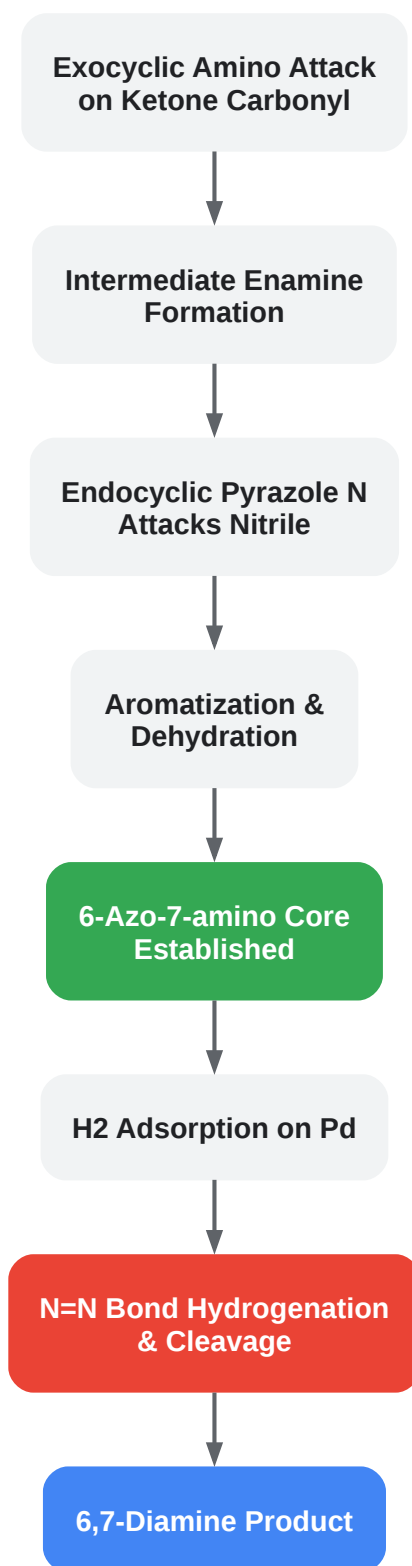 Exocyclic Amino Attack
on Ketone Carbonyl
Intermediate Enamine
Formation
Endocyclic Pyrazole N
Attacks Nitrile
Aromatization &
Dehydration
6-Azo-7-amino Core
Established
H2 Adsorption on Pd
N=N Bond Hydrogenation
& Cleavage
6,7-Diamine Product